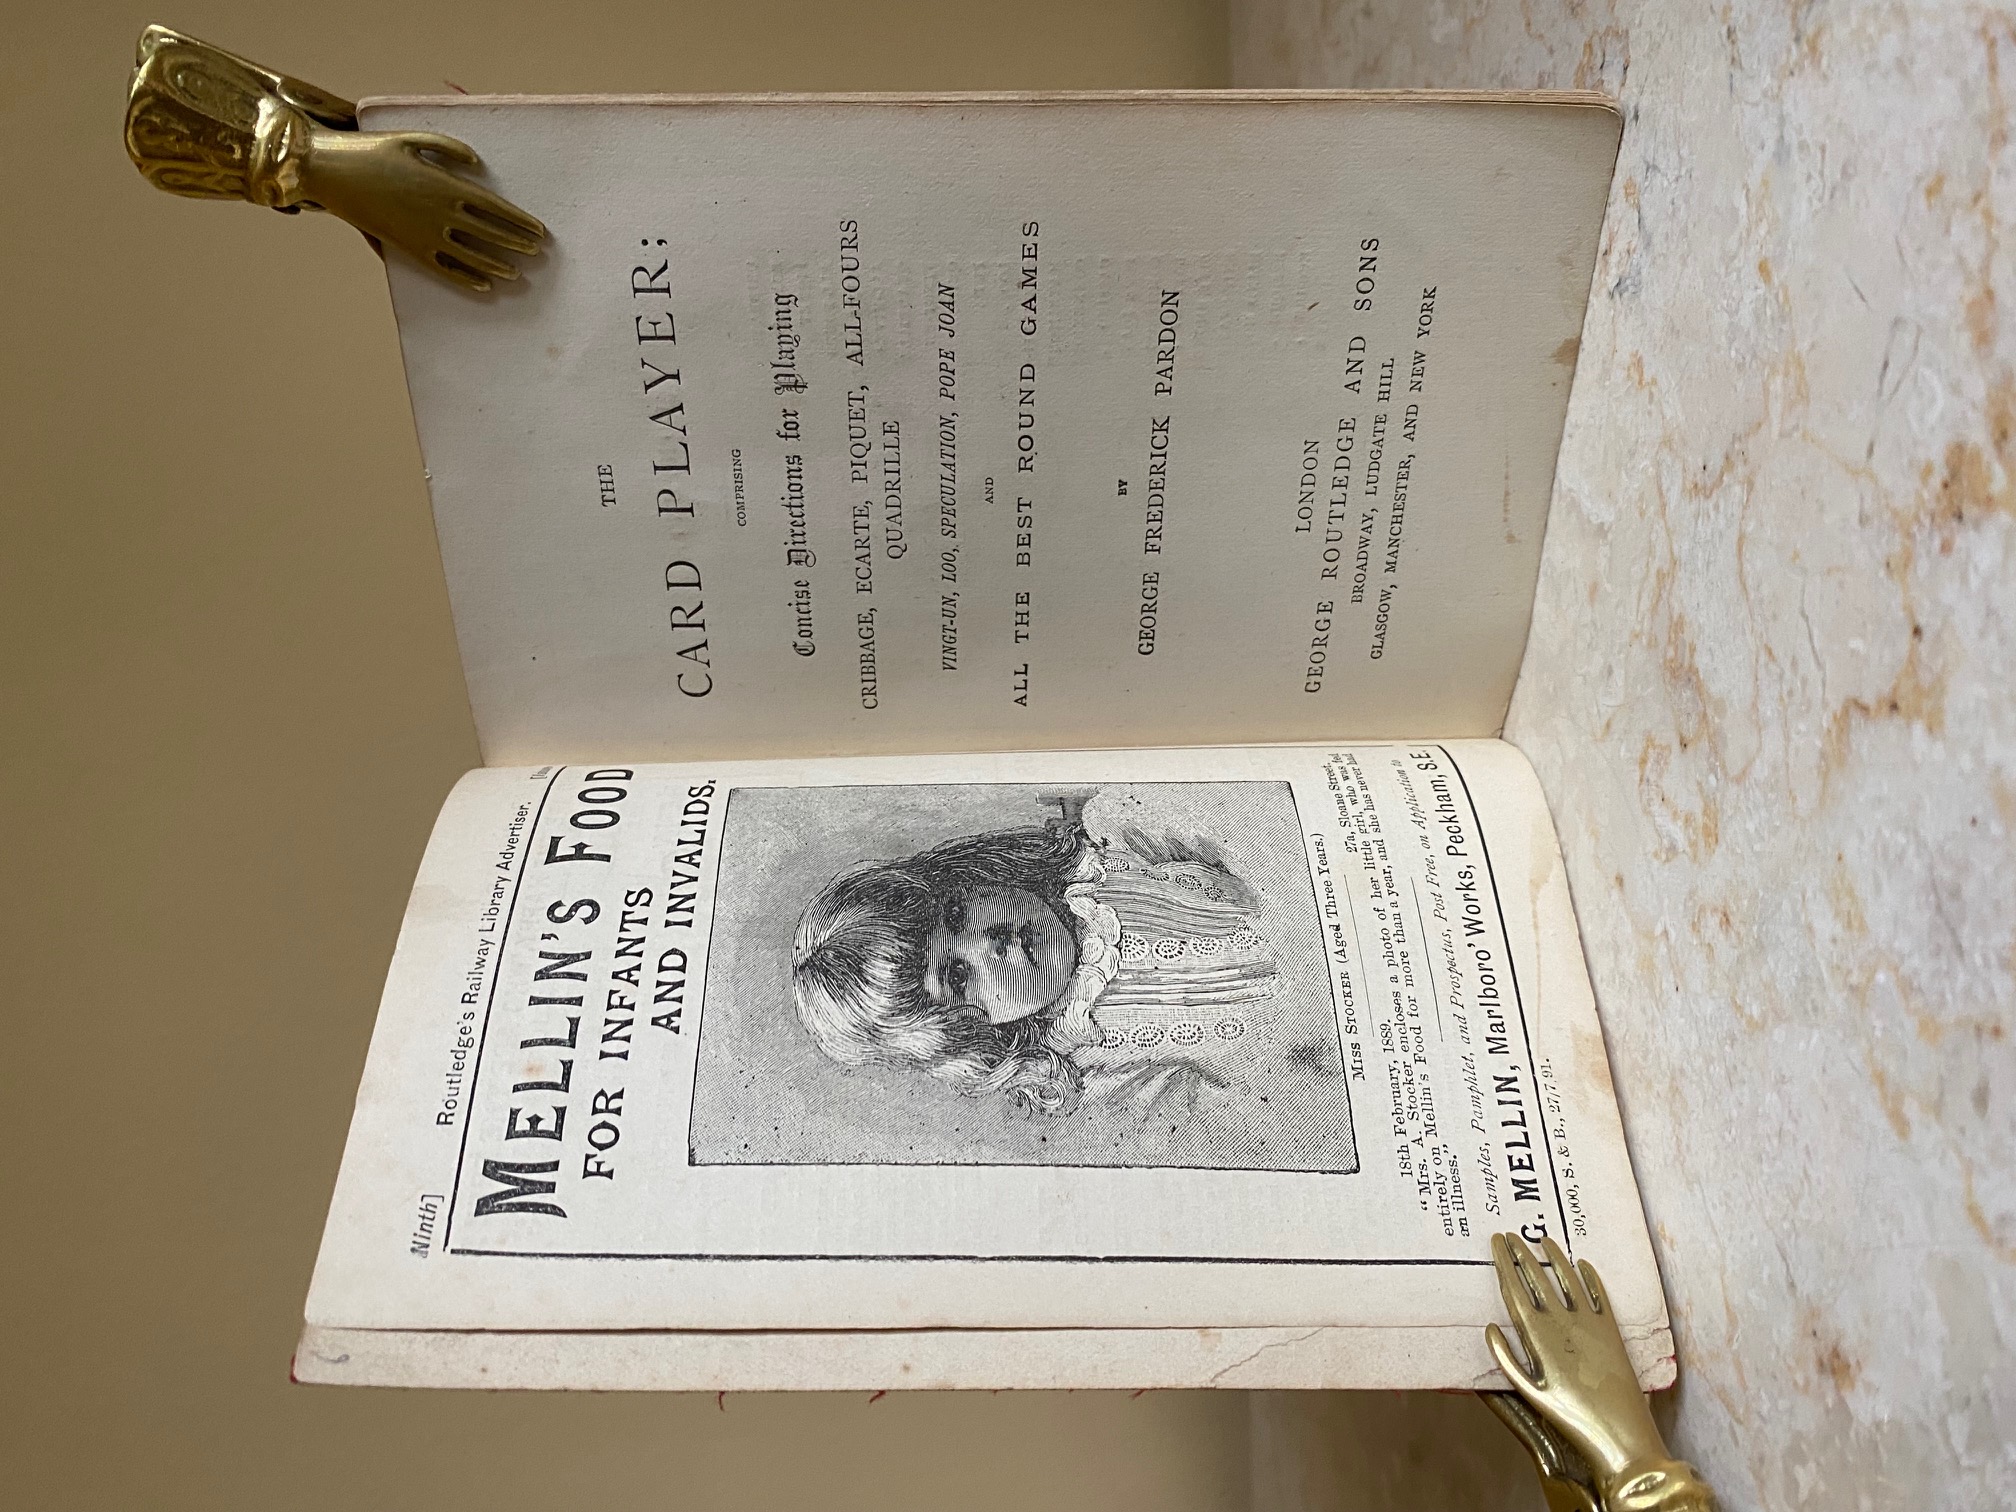 [Ninth]
Routledge's Railway Library Advertiser.
MELLIN'S FOOD
FOR INFANTS
AND INVALIDS.
MISS STOCKER (Aged Three Years.)
27a, Sloane Street,
18th February, 1889.
"Mrs. A. Stocker encloses a photo of her little girl, who was fed
entirely on Mellin's Food for more than a year, and she has never had
an illness."
Samples, Pamphlet, and Prospectus, Post Free, on Application to
G. MELLIN, Marlboro' Works, Peckham, S.E.
30,000, S. & B., 27/7/91.
THE
CARD PLAYER;
COMPRISING
Concise Directions for Playing
CRIBBAGE, ECARTE, PIQUET, ALL-FOURS
QUADRILLE
VINGT-UN, LOO, SPECULATION, POPE JOAN
AND
ALL THE BEST ROUND GAMES
BY
GEORGE FREDERICK PARDON
LONDON
GEORGE ROUTLEDGE AND SONS
BROADWAY, LUDGATE HILL
GLASGOW, MANCHESTER, AND NEW YORK